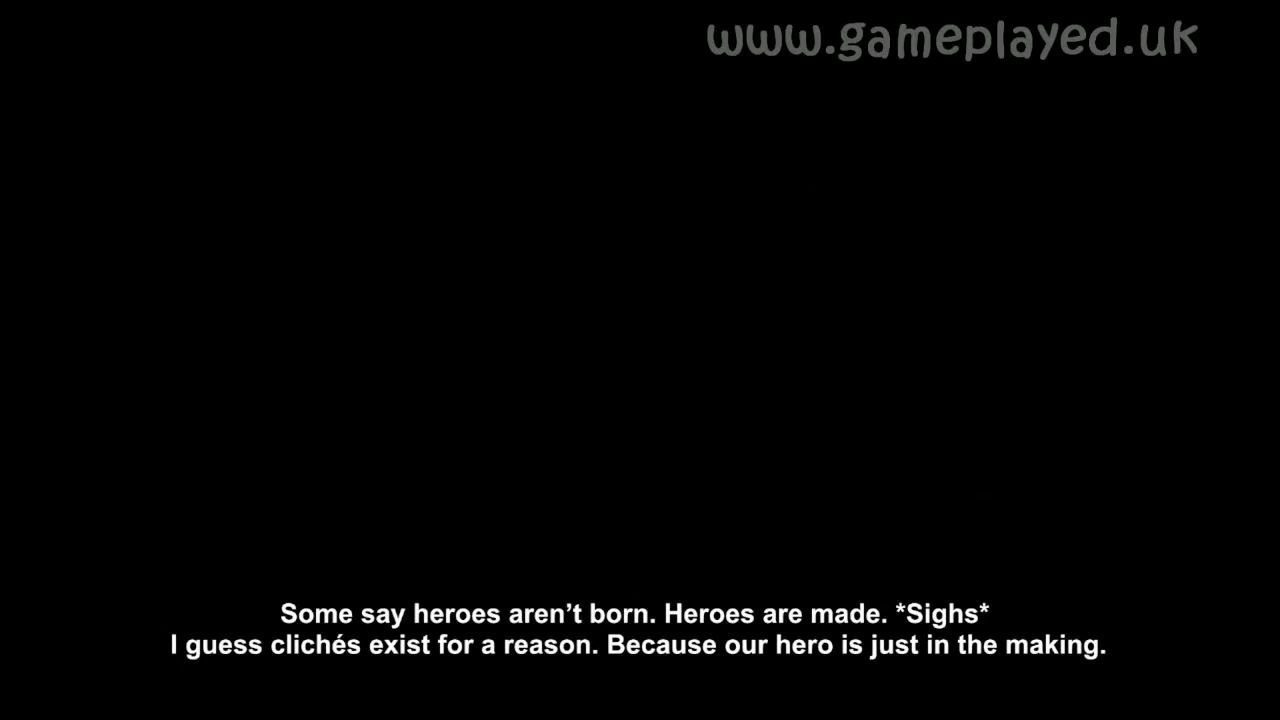 www.gameplayed.uk
Some say heroes aren’t born. Heroes are made. *Sighs*
I guess clichés exist for a reason. Because our hero is just in the making.